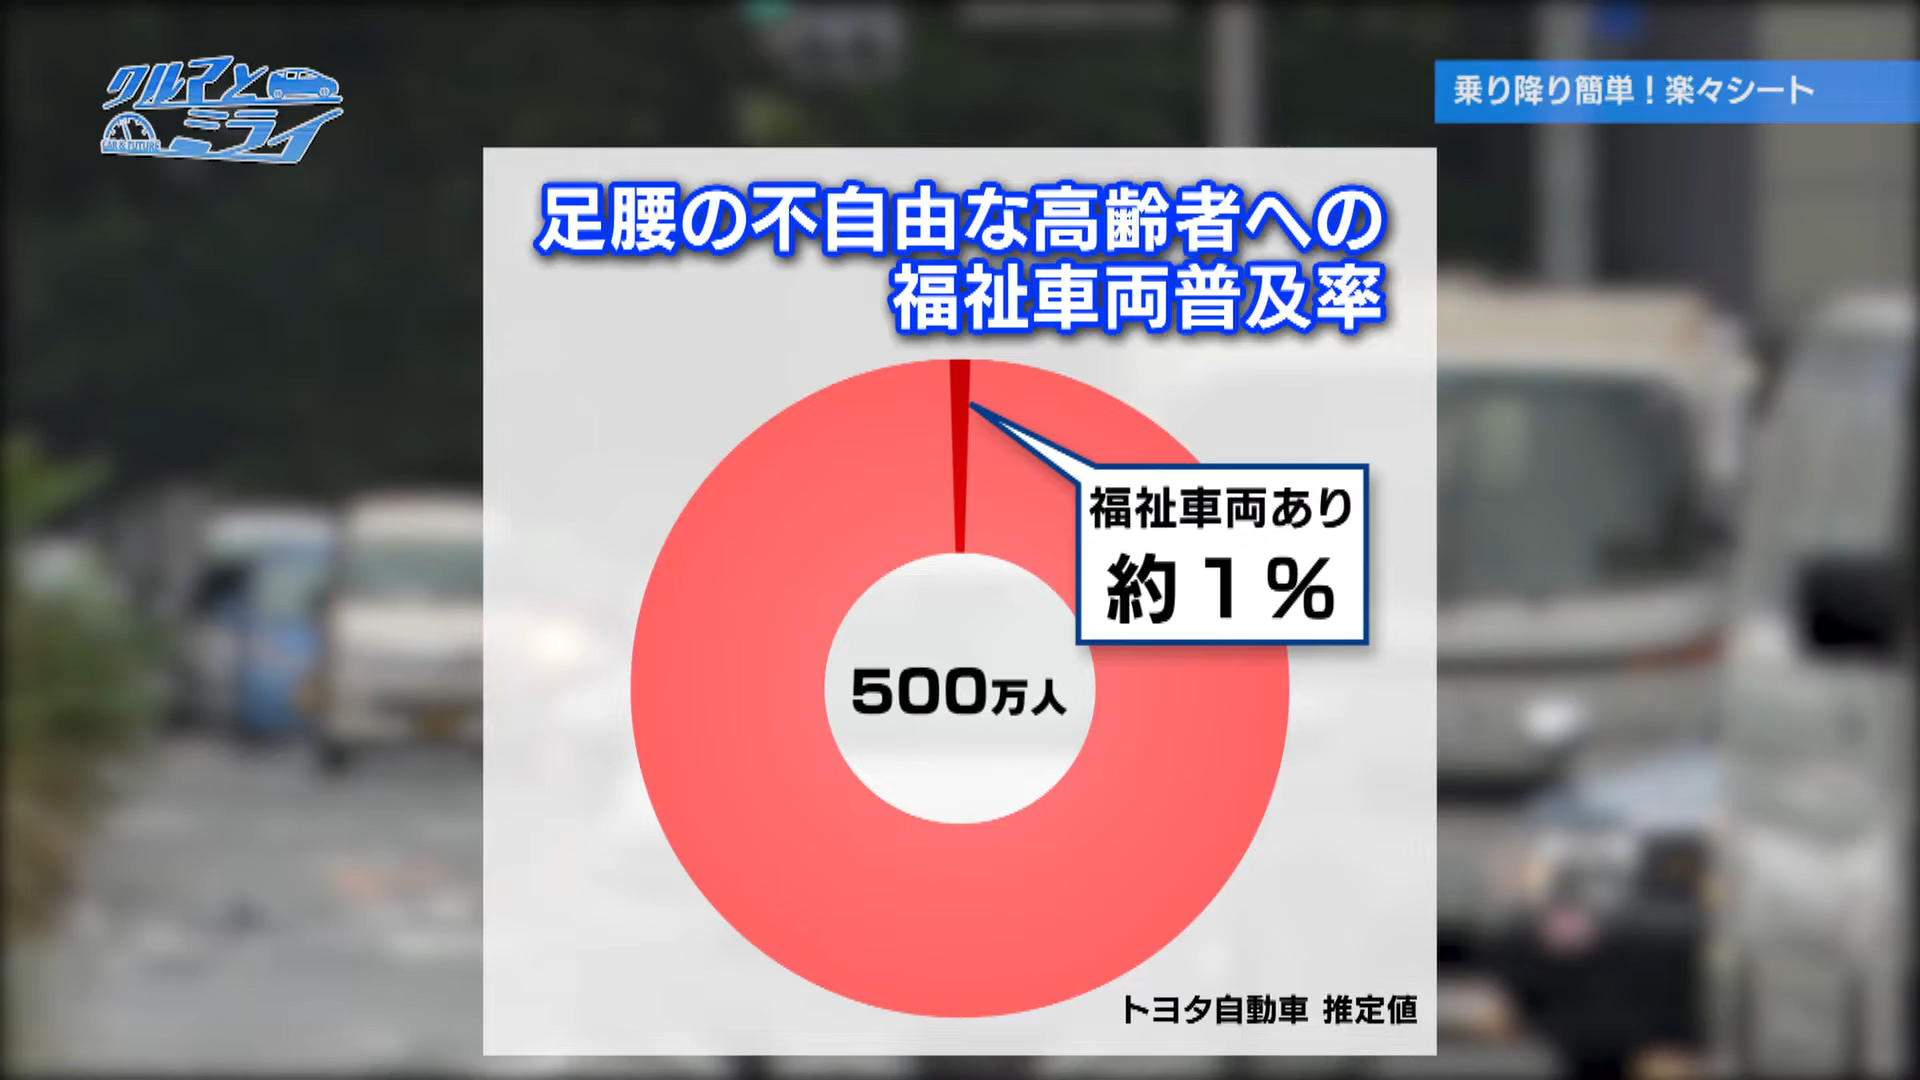 クルマとミライ
CAR & FUTURE
乗り降り簡単！楽々シート
足腰の不自由な高齢者への
福祉車両普及率
福祉車両あり
約1％
500万人
トヨタ自動車 推定値